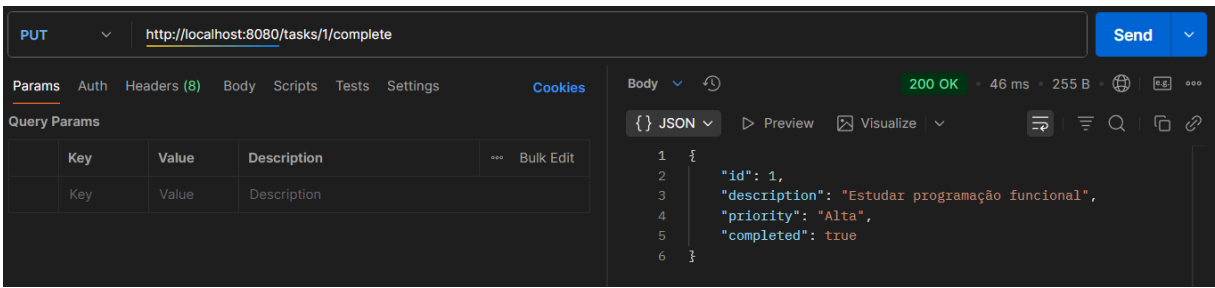 PUT http://localhost:8080/tasks/1/complete Send
Params Auth Headers (8) Body Scripts Tests Settings Cookies
Query Params
Key Value Description Bulk Edit
Key Value Description
Body 200 OK 46 ms 255 B e.g.
{} JSON Preview Visualize
1 {
2 "id": 1,
3 "description": "Estudar programação funcional",
4 "priority": "Alta",
5 "completed": true
6 }